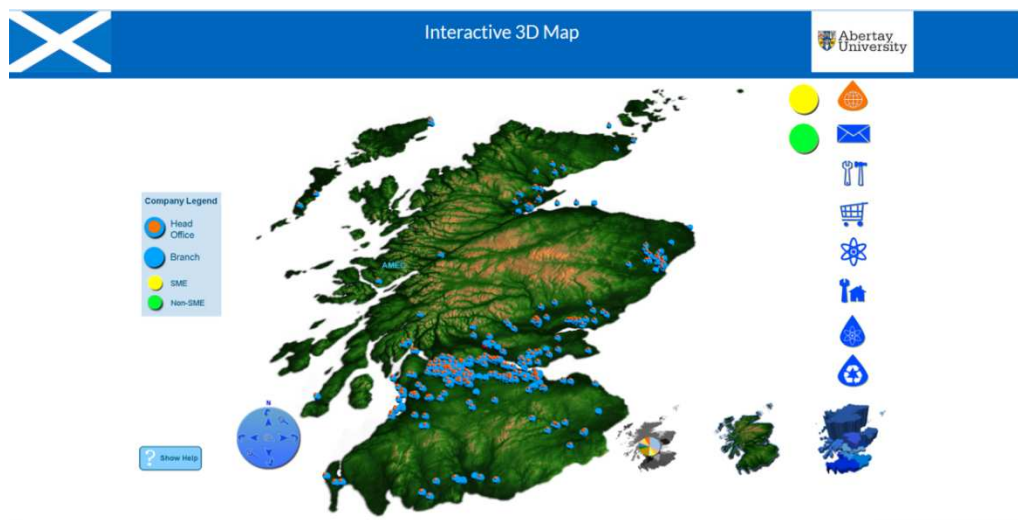 Interactive 3D Map
Abertay
University
Company Legend
Head
Office
Branch
SME
Non-SME
AMEC
N
? Show Help